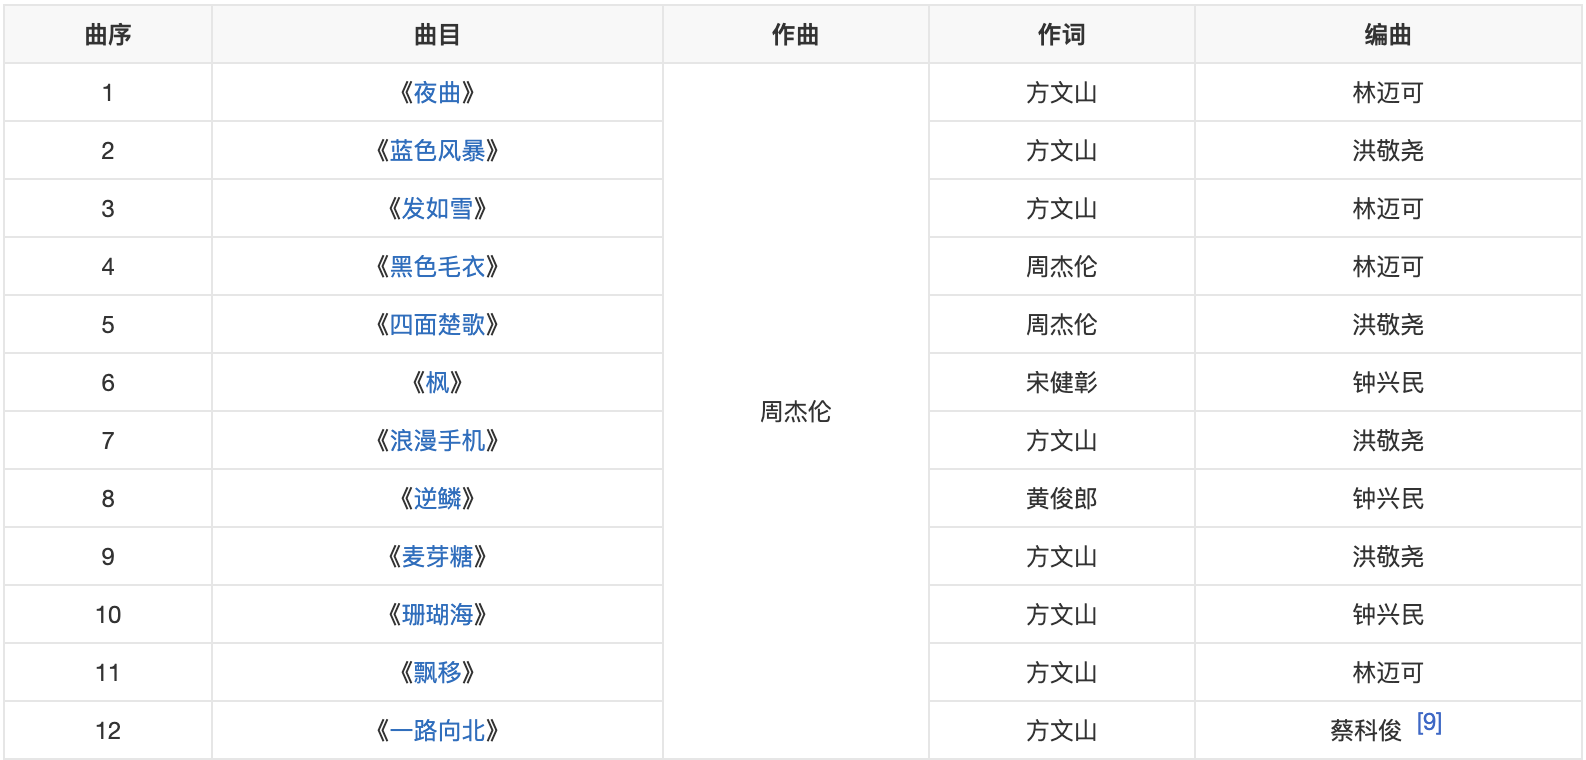 曲序 曲目 作曲 作词 编曲
1 《夜曲》 方文山 林迈可
2 《蓝色风暴》 方文山 洪敬尧
3 《发如雪》 方文山 林迈可
4 《黑色毛衣》 周杰伦 林迈可
5 《四面楚歌》 周杰伦 洪敬尧
6 《枫》 宋健彰 钟兴民
周杰伦
7 《浪漫手机》 方文山 洪敬尧
8 《逆鳞》 黄俊郎 钟兴民
9 《麦芽糖》 方文山 洪敬尧
10 《珊瑚海》 方文山 钟兴民
11 《飘移》 方文山 林迈可
12 《一路向北》 方文山 蔡科俊 [9]